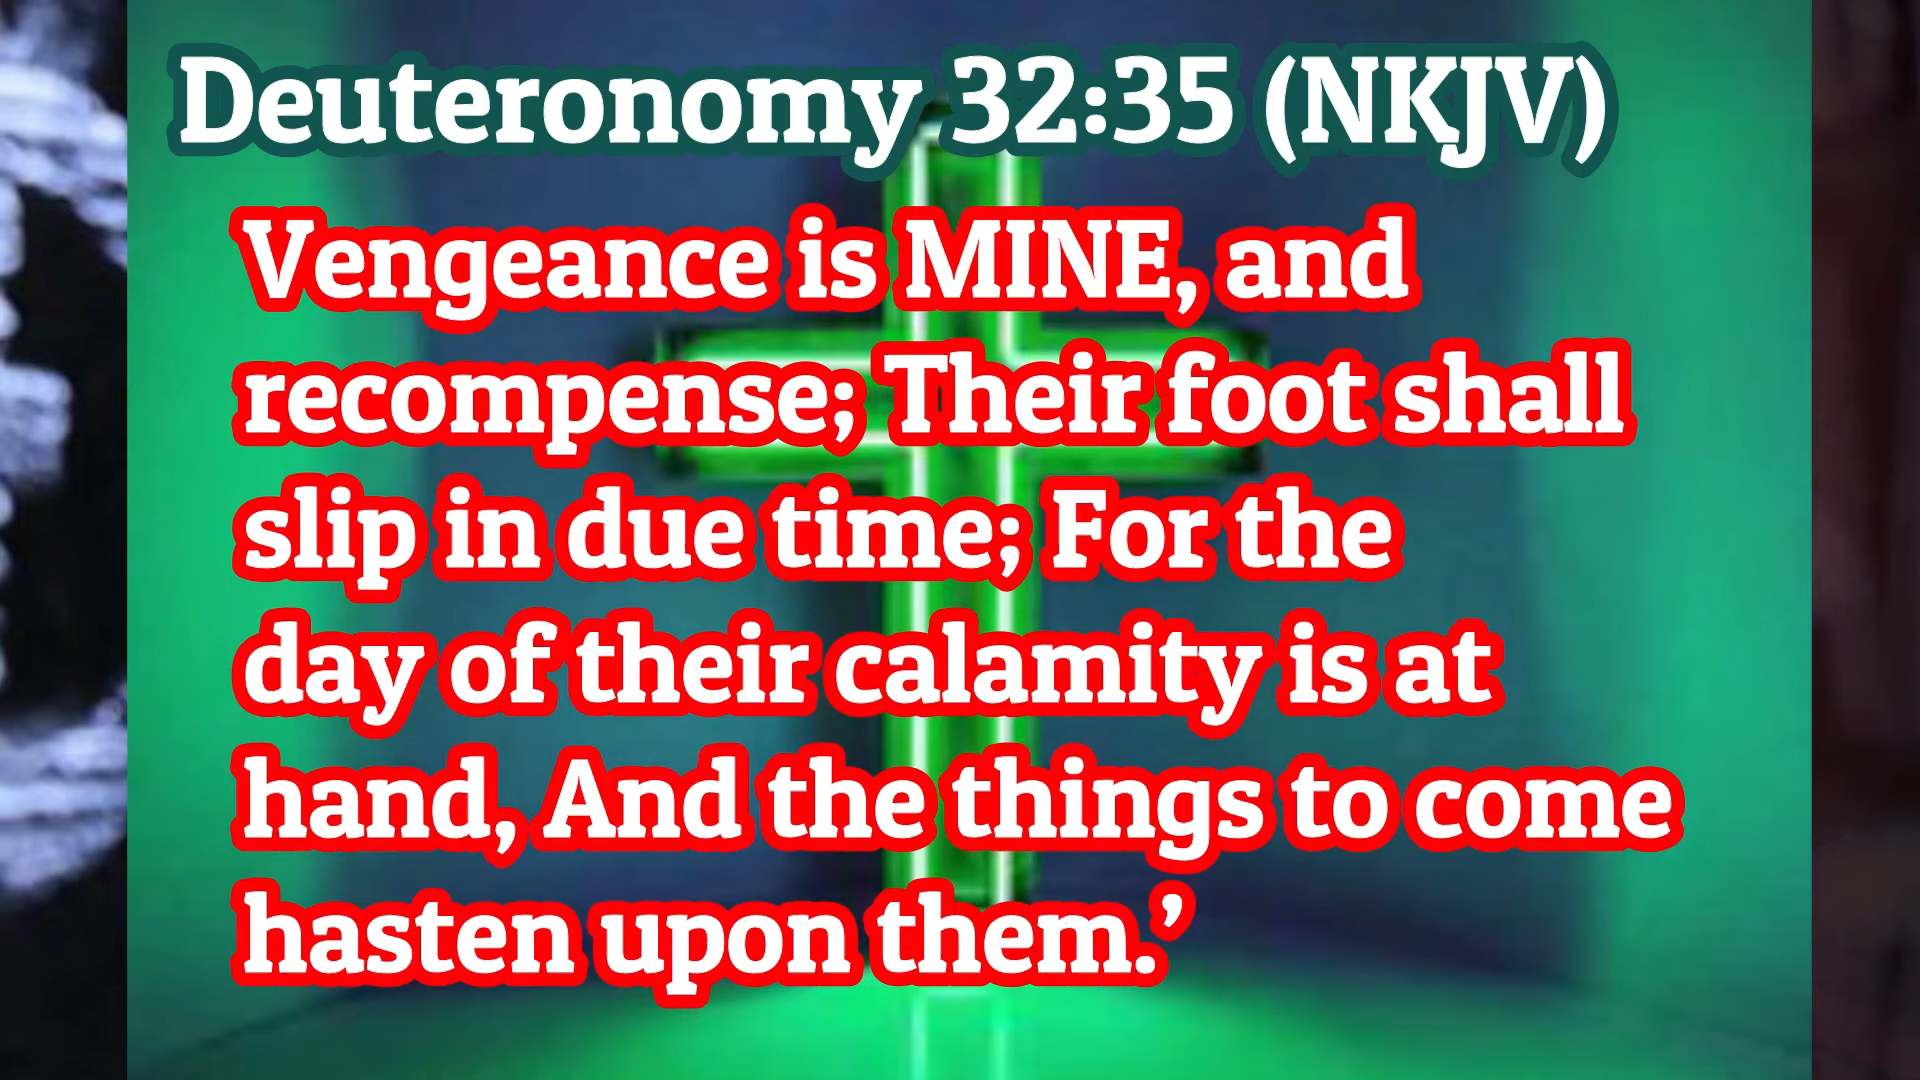 Deuteronomy 32:35 (NKJV)
Vengeance is MINE, and
recompense; Their foot shall
slip in due time; For the
day of their calamity is at
hand, And the things to come
hasten upon them.’